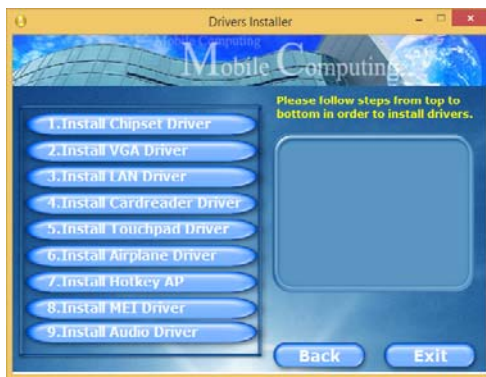 Drivers Installer
Mobile Computing
Mobile Computing
Please follow steps from top to
bottom in order to install drivers.
1.Install Chipset Driver
2.Install VGA Driver
3.Install LAN Driver
4.Install Cardreader Driver
5.Install Touchpad Driver
6.Install Airplane Driver
7.Install Hotkey AP
8.Install MEI Driver
9.Install Audio Driver
Back
Exit